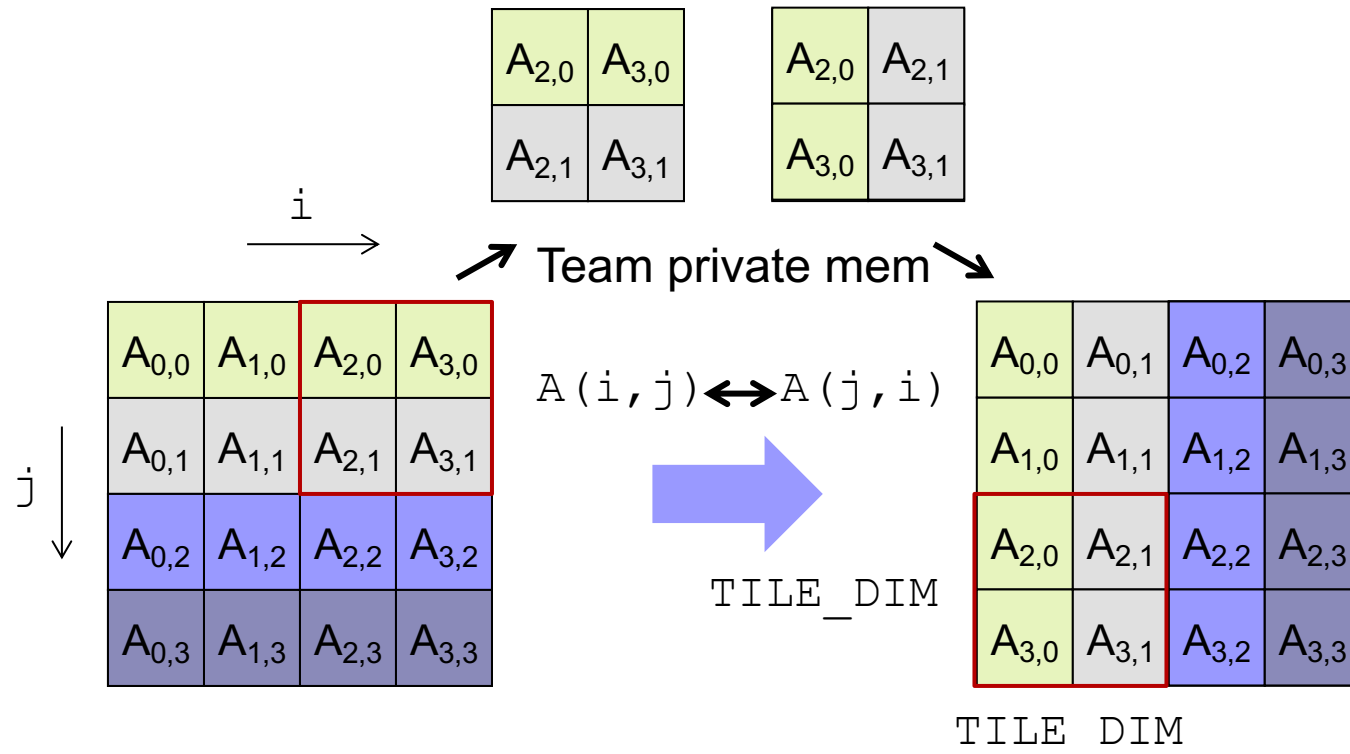 A2,0 A3,0
A2,1 A3,1
A2,0 A2,1
A3,0 A3,1
i
Team private mem
j
A0,0 A1,0 A2,0 A3,0
A0,1 A1,1 A2,1 A3,1
A0,2 A1,2 A2,2 A3,2
A0,3 A1,3 A2,3 A3,3
A(i,j)↔A(j,i)
TILE_DIM
A0,0 A0,1 A0,2 A0,3
A1,0 A1,1 A1,2 A1,3
A2,0 A2,1 A2,2 A2,3
A3,0 A3,1 A3,2 A3,3
TILE DIM